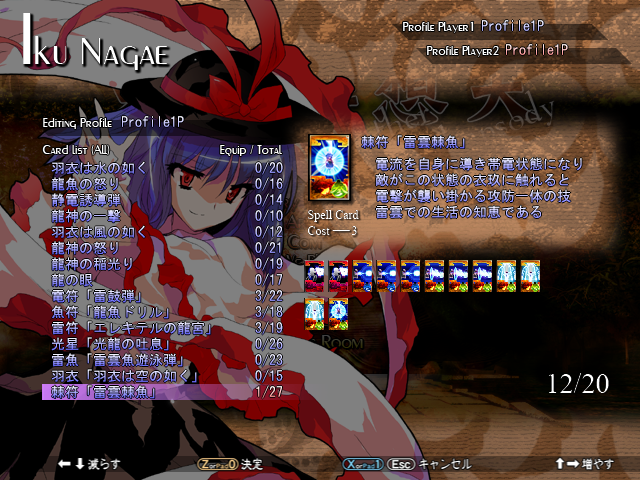 Iku Nagae
Profile Player1 Profile1P
Profile Player2 Profile1P
Editing Profile Profile1P
Card list (All) Equip / Total
羽衣は水の如く 0/20
龍魚の怒り 0/16
静電誘導弾 0/14
龍神の一撃 0/10
羽衣は風の如く 0/12
龍神の怒り 0/21
龍神の稲光り 0/19
龍の眼 0/17
電符「雷鼓弾」 3/22
魚符「龍魚ドリル」 3/18
雷符「エレキテルの龍宮」 3/19
光星「光龍の吐息」 0/26
雷魚「雷雲魚遊泳弾」 0/23
羽衣「羽衣は空の如く」 0/15
棘符「雷雲棘魚」 1/27
棘符「雷雲棘魚」
電流を自身に導き帯電状態になり
敵がこの状態の衣玖に触れると
電撃が襲い掛かる攻防一体の技
雷雲での生活の知恵である
Spell Card
Cost ― 3
Room
12/20
←↓減らす
ZorPad0 決定
XorPad1 Esc キャンセル
↑→増やす